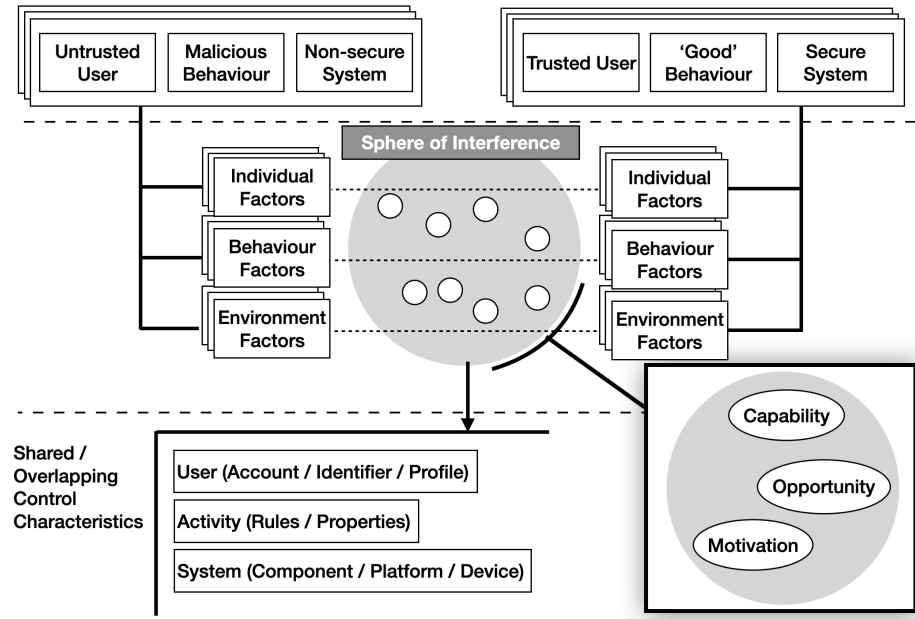 Untrusted
User
Malicious
Behaviour
Non-secure
System
Trusted User
‘Good’
Behaviour
Secure
System
Sphere of Interference
Individual
Factors
Behaviour
Factors
Environment
Factors
Individual
Factors
Behaviour
Factors
Environment
Factors
Shared /
Overlapping
Control
Characteristics
User (Account / Identifier / Profile)
Activity (Rules / Properties)
System (Component / Platform / Device)
Capability
Opportunity
Motivation